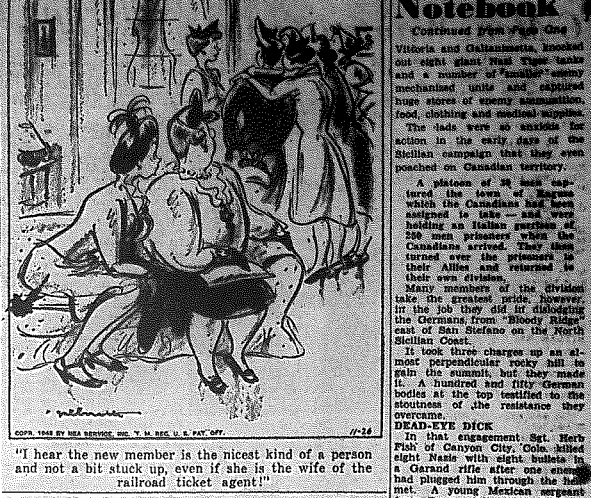 COPR. 1943 BY NEA SERVICE, INC. T. M. REG. U. S. PAT. OFF.
11-26
"I hear the new member is the nicest kind of a person
and not a bit stuck up, even if she is the wife of the
railroad ticket agent!"
Notebook
Continued from Page One
Vittoria and Galtanimetta, knocked
out eight giant Nazi Tiger tanks
and a number of "smaller" enemy
mechanized units and captured
huge stores of enemy ammunition,
food, clothing and medical supplies.
The lads were so anxious for
action in the early days of the
Sicilian campaign that they even
poached on Canadian territory.
A platoon of men cap-
tured the town of Ragusa
which the Canadians had been
assigned to take — and were
holding an Italian garrison of
250 men prisoners when the
Canadians arrived. They then
turned over the prisoners to
their Allies and returned to
their own division.
Many members of the division
take the greatest pride, however,
in the job they did in dislodging
the Germans from "Bloody Ridge"
east of San Stefano on the North
Sicilian Coast.
It took three charges up an al-
most perpendicular rocky hill to
gain the summit, but they made
it. A hundred and fifty German
bodies at the top testified to the
stoutness of the resistance they
overcame.
DEAD-EYE DICK
In that engagement Sgt. Herb
Fish of Canyon City, Colo. killed
eight Nazis with eight bullets in
a Garand rifle after one enemy
had plugged him through the hel-
met. A young Mexican sergeant